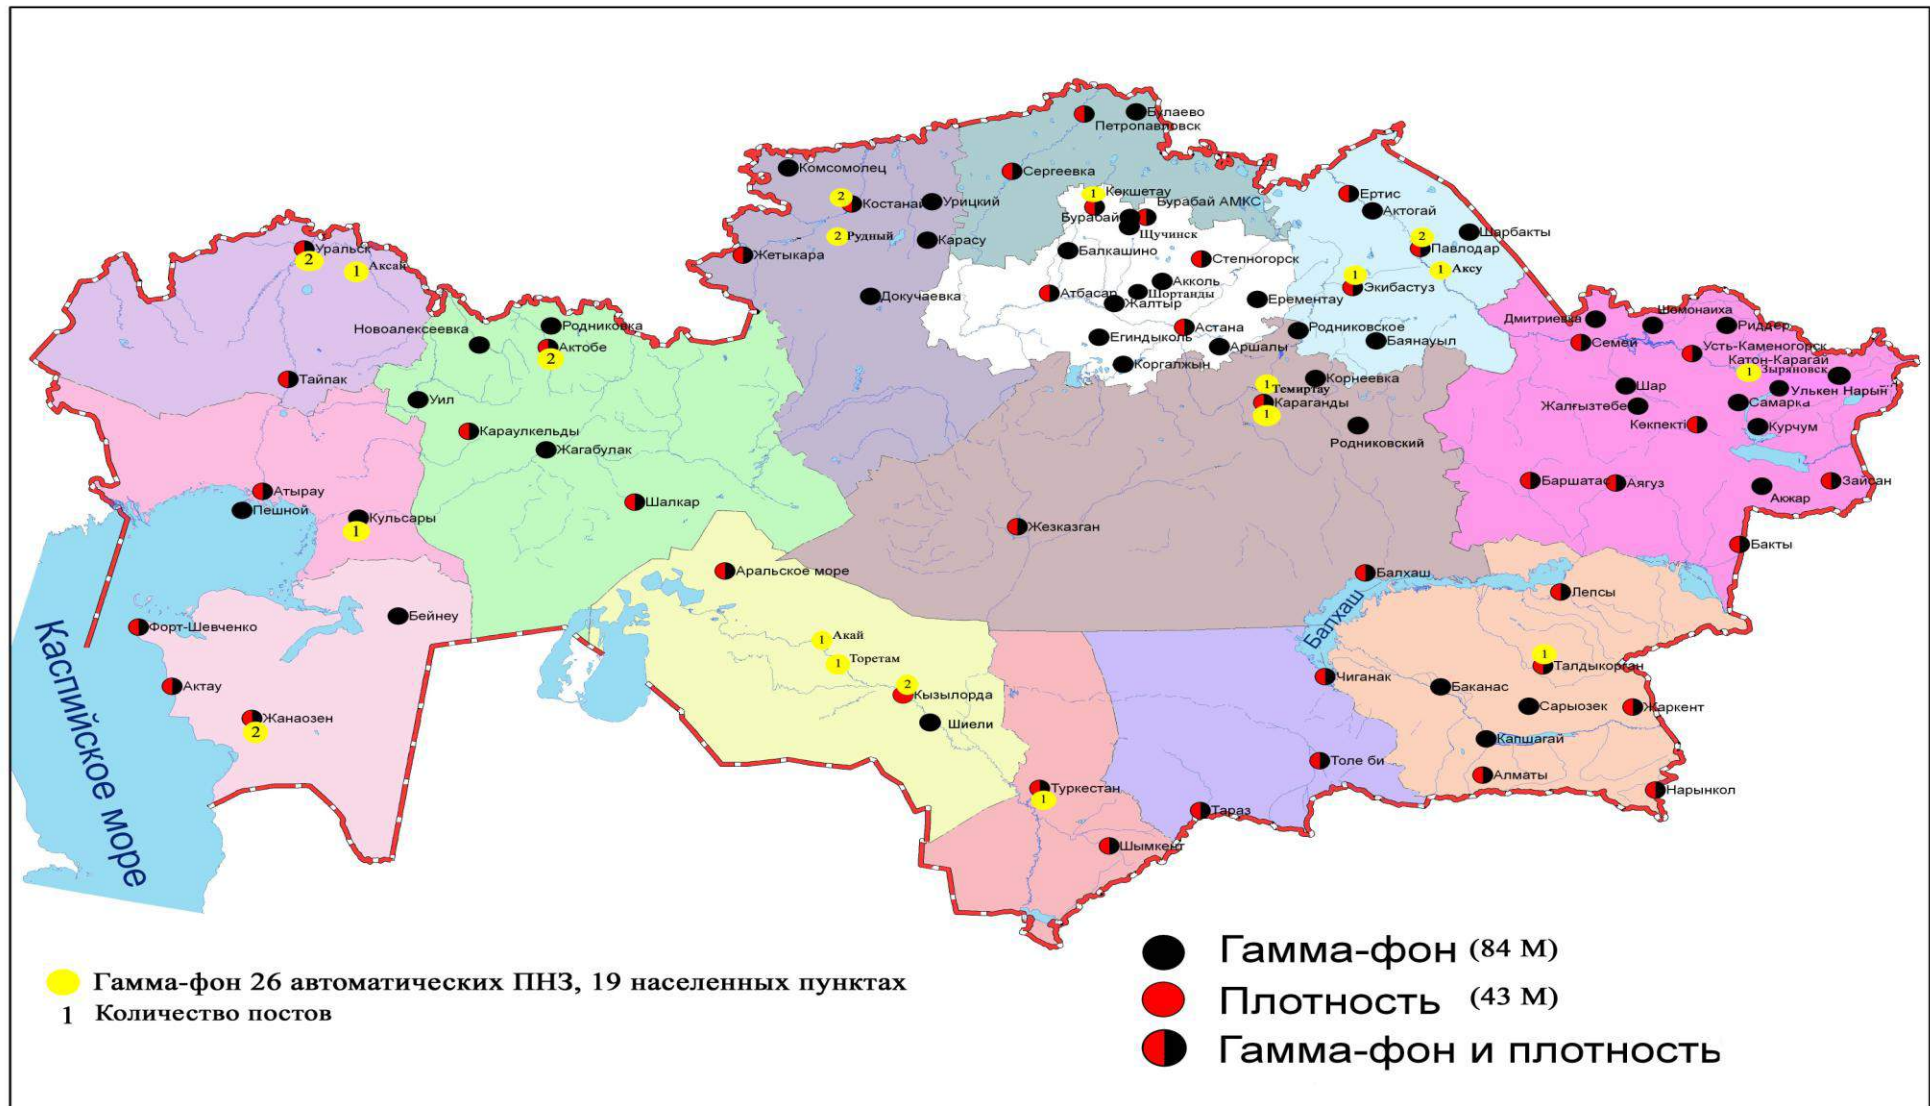 Булаево
Петропавловск
Комсомолец
Сергеевка
1 Көкшетау
Ертис
2
Костанай
Урицкий
Бурабай АМКС
Бурабай
Актогай
Щучинск
2 Рудный
Карасу
2
Шарбакты
Уральск
Павлодар
2
Жетыкара
Балкашино
Степногорск
1 Аксай
1 Аксу
1
Экибастуз
Акколь
Атбасар
Шортанды
Докучаевка
Жалтыр
Ерементау
Новоалексеевка
Родниковка
Астана
Родниковское
Дмитриевка
Шемонаиха
Риддер
Егиндыколь
Баянауыл
Семей
Усть-Каменогорск
Актобе
2
Аршалы
Катон-Карагай
Коргалжын
1 Зыряновск
Тайпак
Корнеевка
1
Темиртау
Шар
Улькен Нарын
Уил
Караганды
1
Жалғызтөбе
Самарка
Караулкельды
Родниковский
Көкпекті
Курчум
Жагабулак
Баршатас
Аягуз
Зайсан
Атырау
Акжар
Пешной
Шалкар
Кульсары
1
Жезказган
Бакты
Аральское море
Балхаш
Лепсы
Балхаш
Бейнеу
Форт-Шевченко
1 Акай
1 Торетам
1
Талдыкорган
Каспийское море
Актау
2
Кызылорда
Чиганак
Баканас
Жанаозен
2
Шиели
Сарыозек
Жаркент
Капшагай
Толе би
Алматы
Туркестан
1
Нарынкол
Тараз
Шымкент
Гамма-фон (84 М)
Гамма-фон 26 автоматических ПНЗ, 19 населенных пунктах
Плотность (43 М)
1 Количество постов
Гамма-фон и плотность